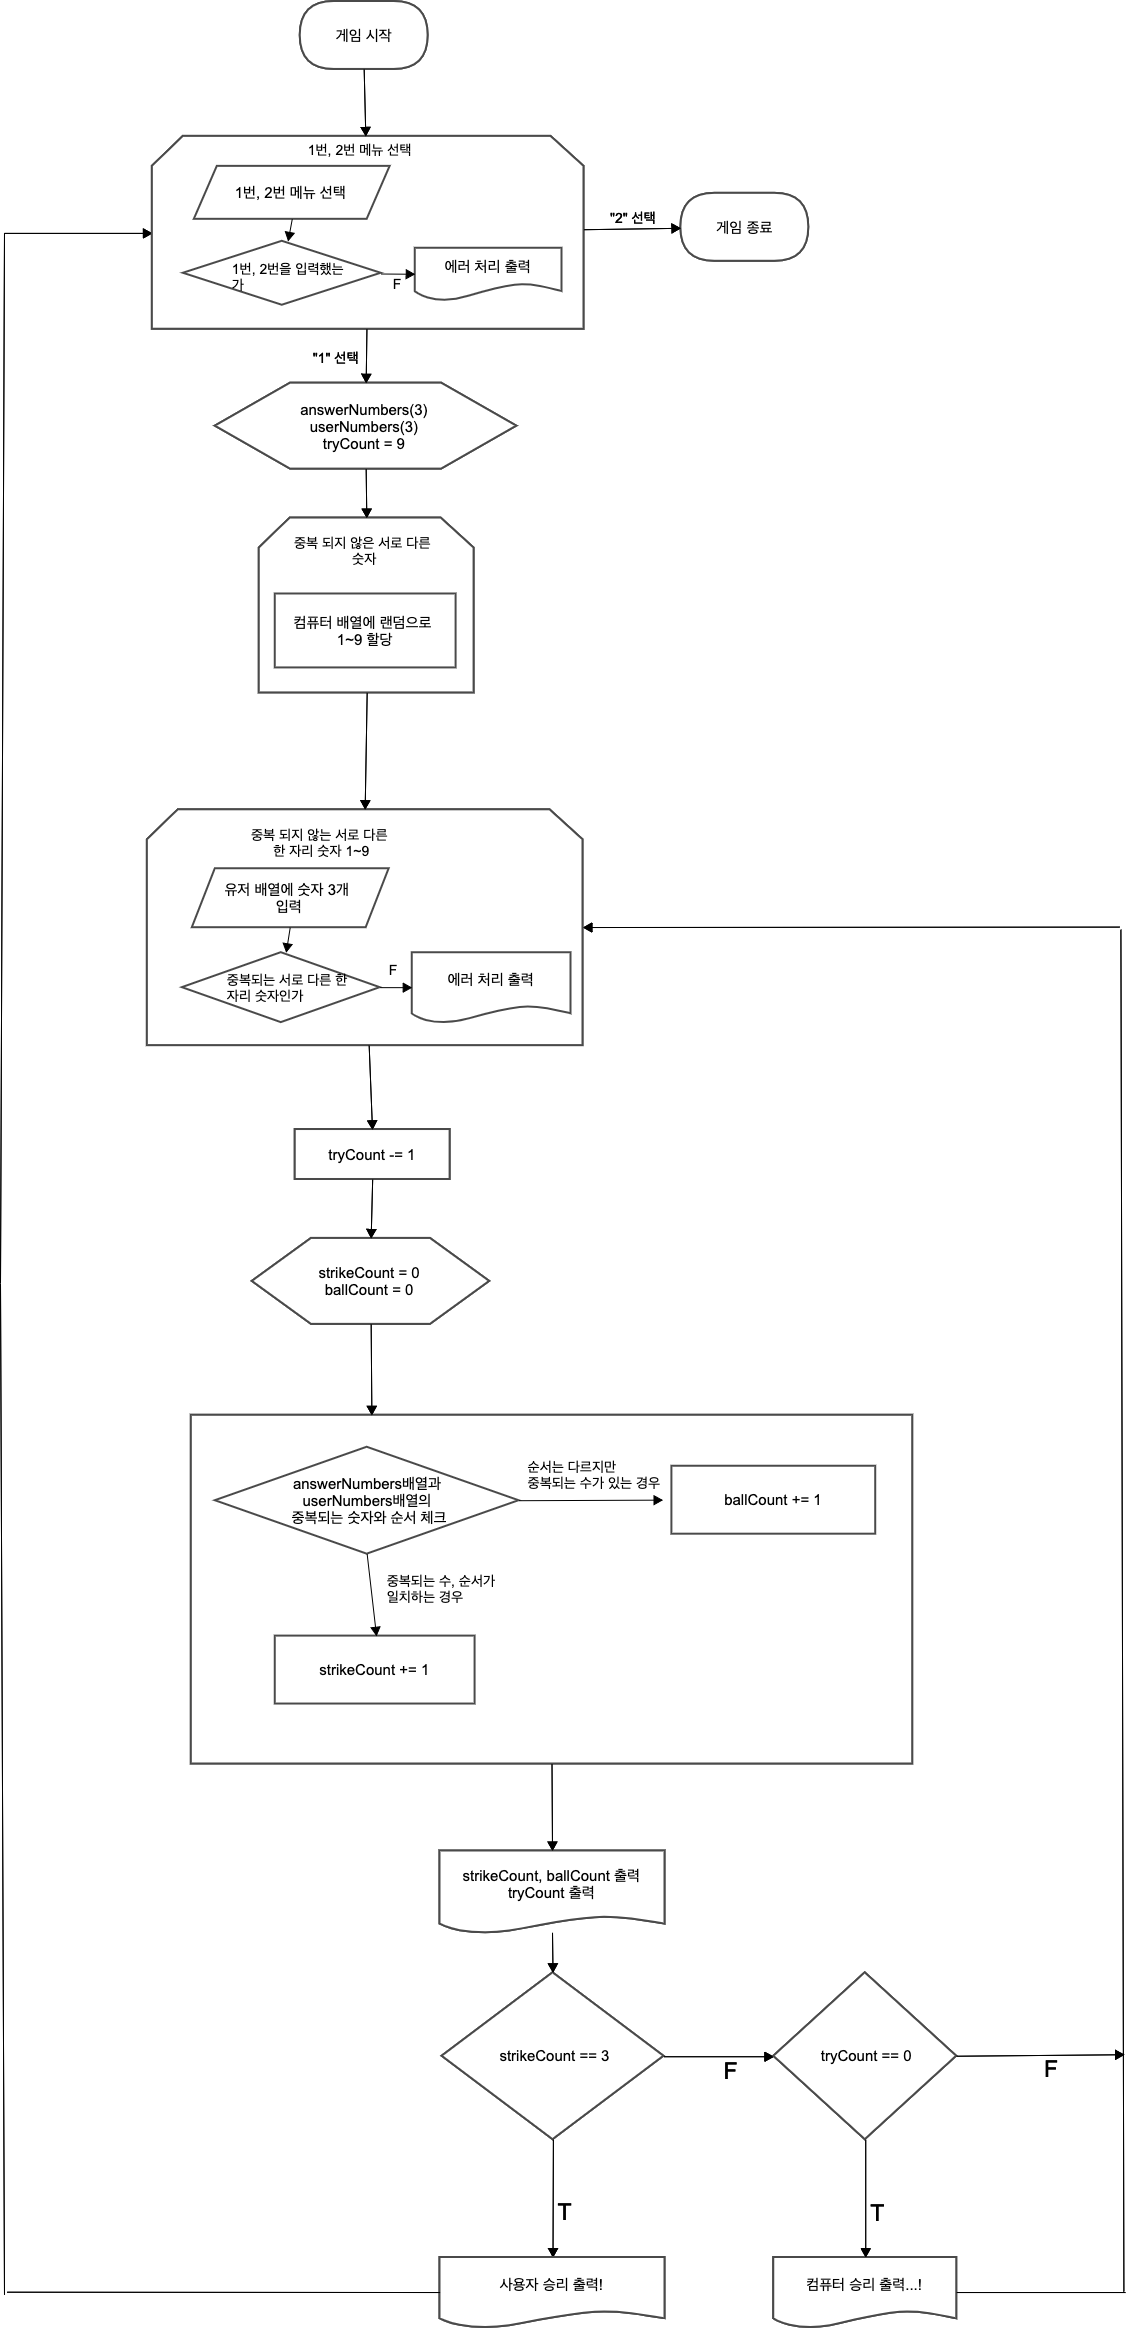 게임 시작
1번, 2번 메뉴 선택
1번, 2번 메뉴 선택
"2" 선택
게임 종료
1번, 2번을 입력했는
가
F
에러 처리 출력
"1" 선택
answerNumbers(3)
userNumbers(3)
tryCount = 9
중복 되지 않은 서로 다른
숫자
컴퓨터 배열에 랜덤으로
1~9 할당
중복 되지 않는 서로 다른
한 자리 숫자 1~9
유저 배열에 숫자 3개
입력
중복되는 서로 다른 한
자리 숫자인가
F
에러 처리 출력
tryCount -= 1
strikeCount = 0
ballCount = 0
answerNumbers배열과
userNumbers배열의
중복되는 숫자와 순서 체크
순서는 다르지만
중복되는 수가 있는 경우
ballCount += 1
중복되는 수, 순서가
일치하는 경우
strikeCount += 1
strikeCount, ballCount 출력
tryCount 출력
strikeCount == 3
F
tryCount == 0
F
T
T
사용자 승리 출력!
컴퓨터 승리 출력...!